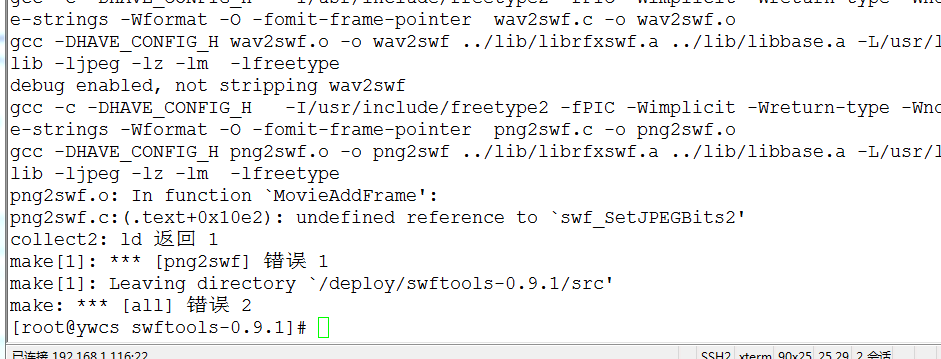 e-strings -Wformat -O -fomit-frame-pointer  wav2swf.c -o wav2swf.o
gcc -DHAVE_CONFIG_H wav2swf.o -o wav2swf ../lib/librfxswf.a ../lib/libbase.a -L/usr/l
lib -ljpeg -lz -lm  -lfreetype
debug enabled, not stripping wav2swf
gcc -c -DHAVE_CONFIG_H   -I/usr/include/freetype2 -fPIC -Wimplicit -Wreturn-type -Wno
e-strings -Wformat -O -fomit-frame-pointer  png2swf.c -o png2swf.o
gcc -DHAVE_CONFIG_H png2swf.o -o png2swf ../lib/librfxswf.a ../lib/libbase.a -L/usr/l
lib -ljpeg -lz -lm  -lfreetype
png2swf.o: In function `MovieAddFrame':
png2swf.c:(.text+0x10e2): undefined reference to `swf_SetJPEGBits2'
collect2: ld 返回 1
make[1]: *** [png2swf] 错误 1
make[1]: Leaving directory `/deploy/swftools-0.9.1/src'
make: *** [all] 错误 2
[root@ywcs swftools-0.9.1]#
已连接 192.168.1.116:22 SSH2 xterm 90x25 25,29 2 会话